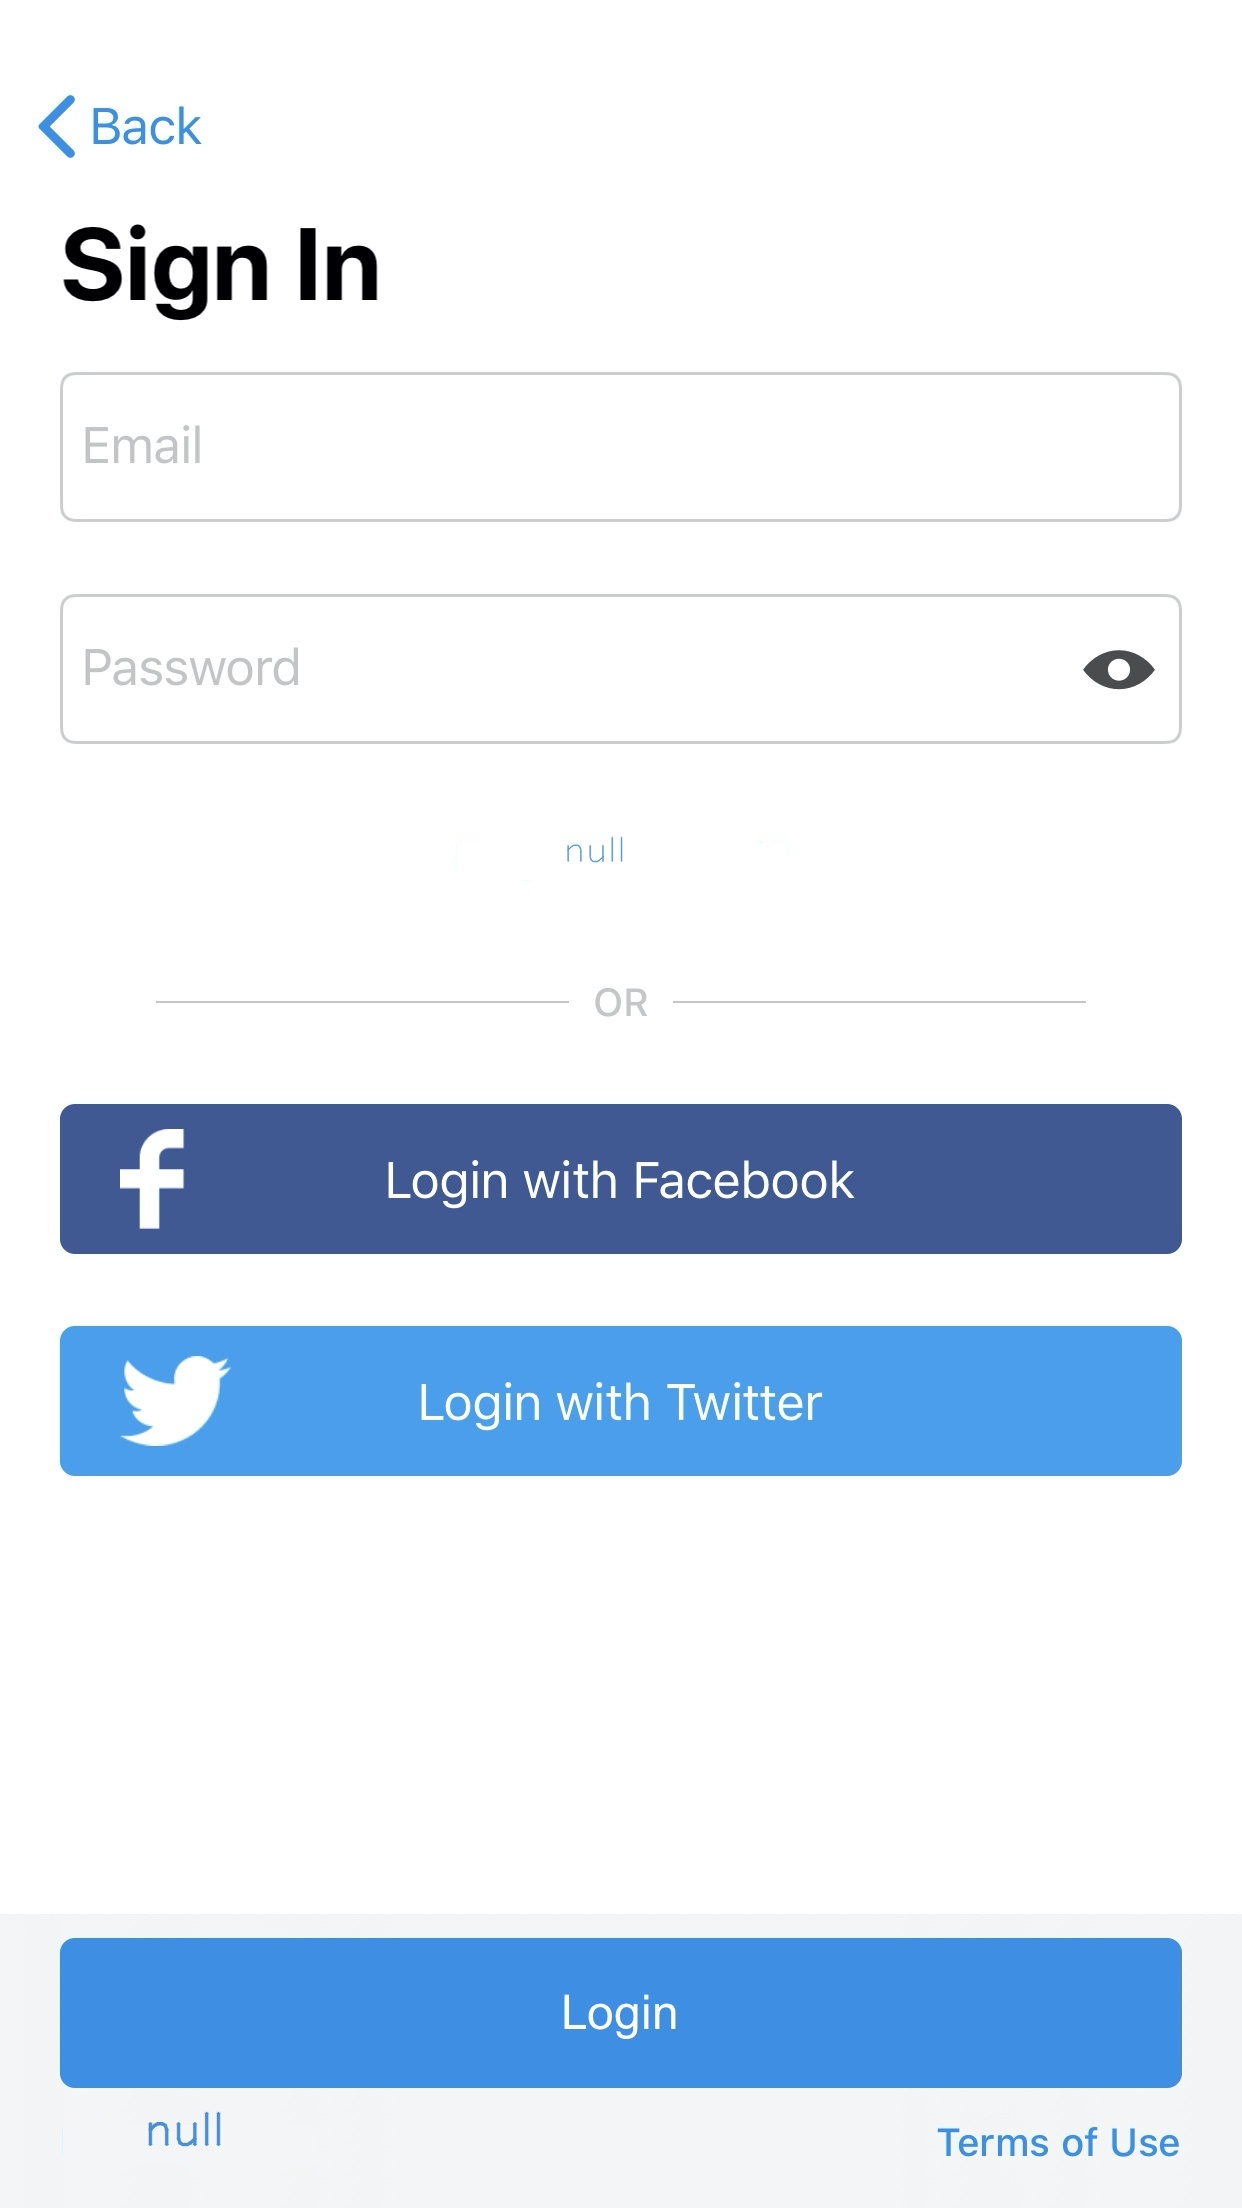 Back
Sign In
Email
Password
null
OR
Login with Facebook
Login with Twitter
Login
null
Terms of Use